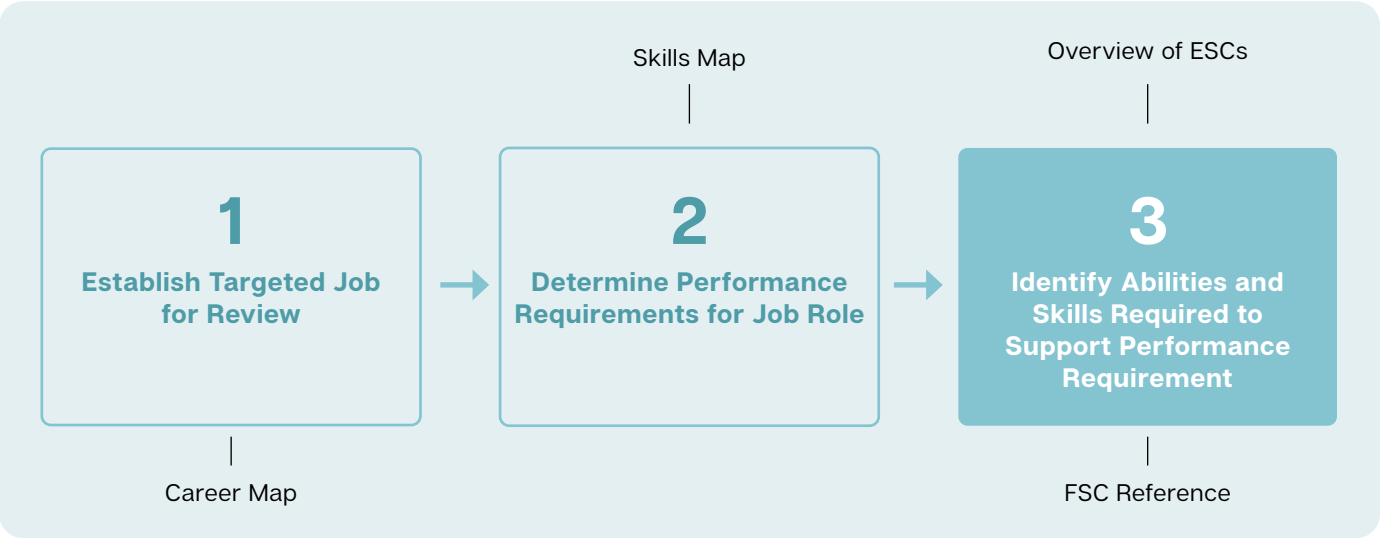 Skills Map
Overview of ESCs
1
Establish Targeted Job
for Review
2
Determine Performance
Requirements for Job Role
3
Identify Abilities and
Skills Required to
Support Performance
Requirement
Career Map
FSC Reference